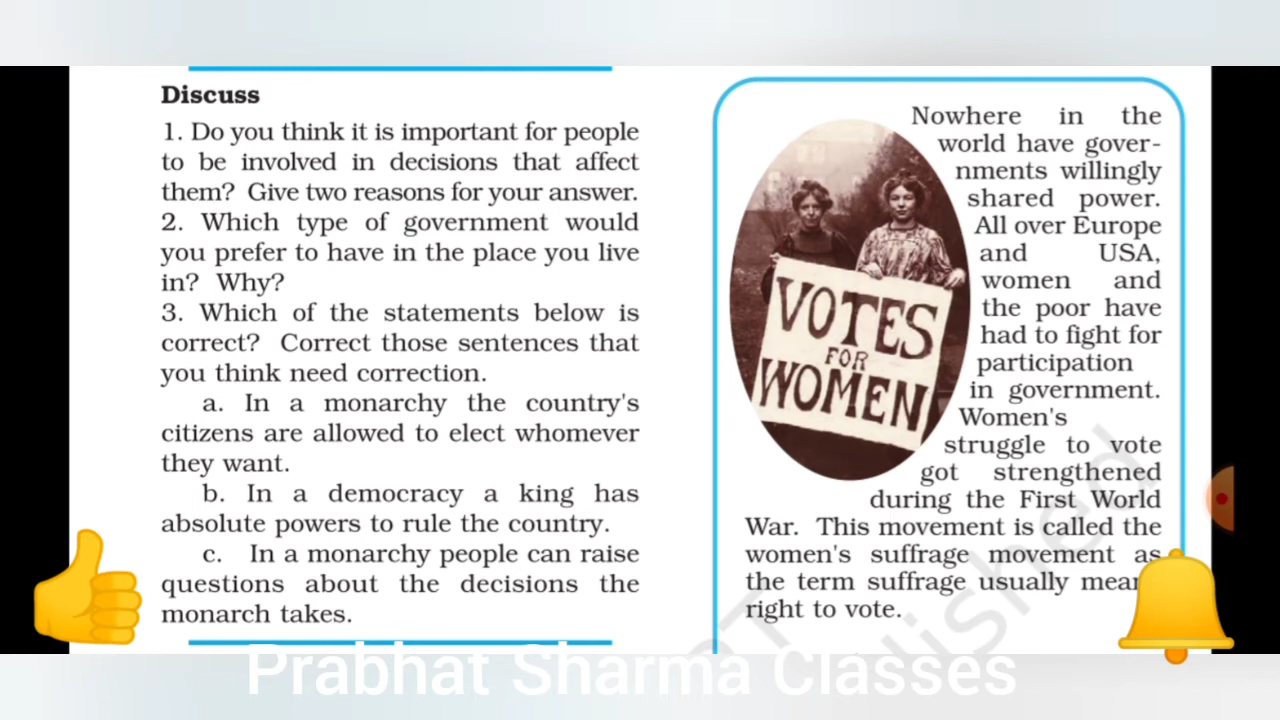 Discuss
1. Do you think it is important for people
to be involved in decisions that affect
them? Give two reasons for your answer.
2. Which type of government would
you prefer to have in the place you live
in? Why?
3. Which of the statements below is
correct? Correct those sentences that
you think need correction.
a. In a monarchy the country's
citizens are allowed to elect whomever
they want.
b. In a democracy a king has
absolute powers to rule the country.
c. In a monarchy people can raise
questions about the decisions the
monarch takes.
Nowhere in the
world have gover-
nments willingly
shared power.
All over Europe
and USA,
women and
the poor have
had to fight for
participation
in government.
Women's
struggle to vote
got strengthened
during the First World
War. This movement is called the
women's suffrage movement as
the term suffrage usually mean
right to vote.
VOTES
FOR
WOMEN
Prabhat Sharma Classes